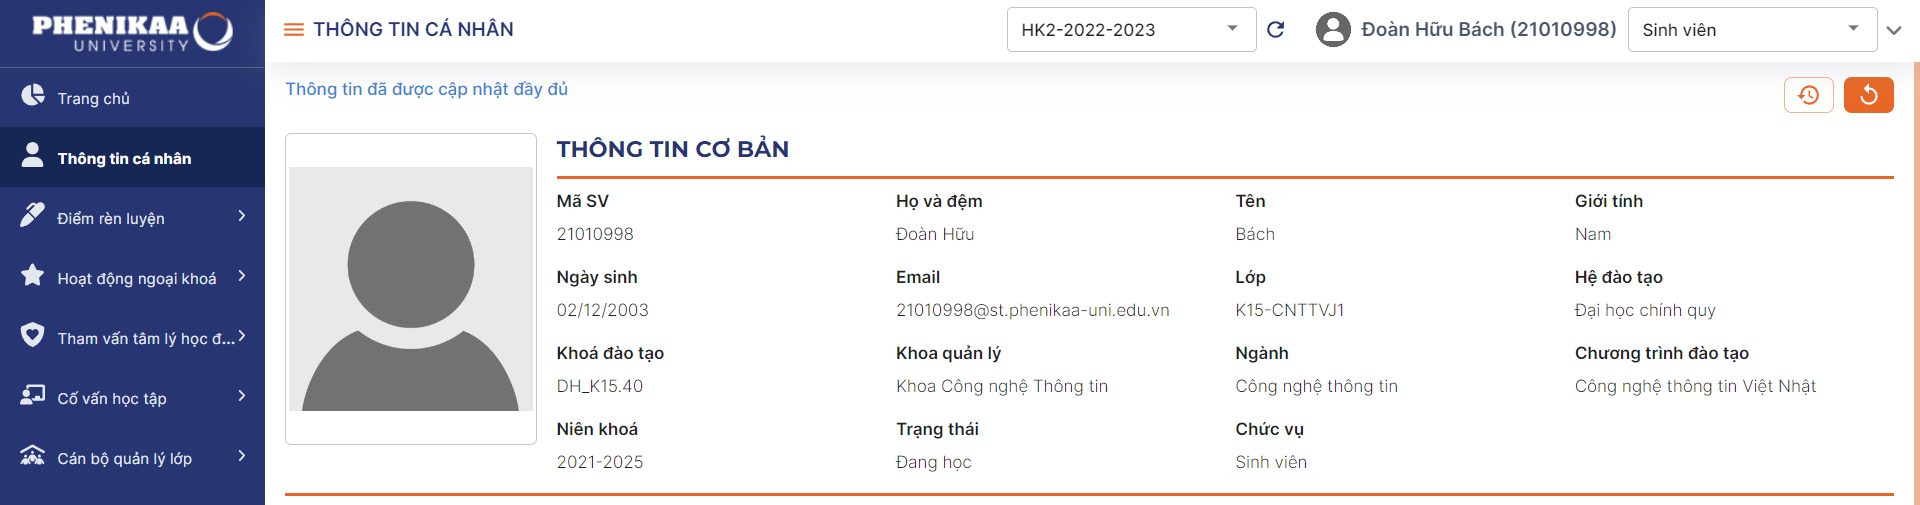 PHENIKAA
UNIVERSITY
THÔNG TIN CÁ NHÂN
HK2-2022-2023
Đoàn Hữu Bách (21010998)
Sinh viên
Trang chủ
Thông tin cá nhân
Điểm rèn luyện
Hoạt động ngoại khoá
Tham vấn tâm lý học đ...
Cố vấn học tập
Cán bộ quản lý lớp
Thông tin đã được cập nhật đầy đủ
THÔNG TIN CƠ BẢN
Mã SV Họ và đệm Tên Giới tính
21010998 Đoàn Hữu Bách Nam
Ngày sinh Email Lớp Hệ đào tạo
02/12/2003 21010998@st.phenikaa-uni.edu.vn K15-CNTTVJ1 Đại học chính quy
Khoá đào tạo Khoa quản lý Ngành Chương trình đào tạo
DH_K15.40 Khoa Công nghệ Thông tin Công nghệ thông tin Công nghệ thông tin Việt Nhật
Niên khoá Trạng thái Chức vụ
2021-2025 Đang học Sinh viên